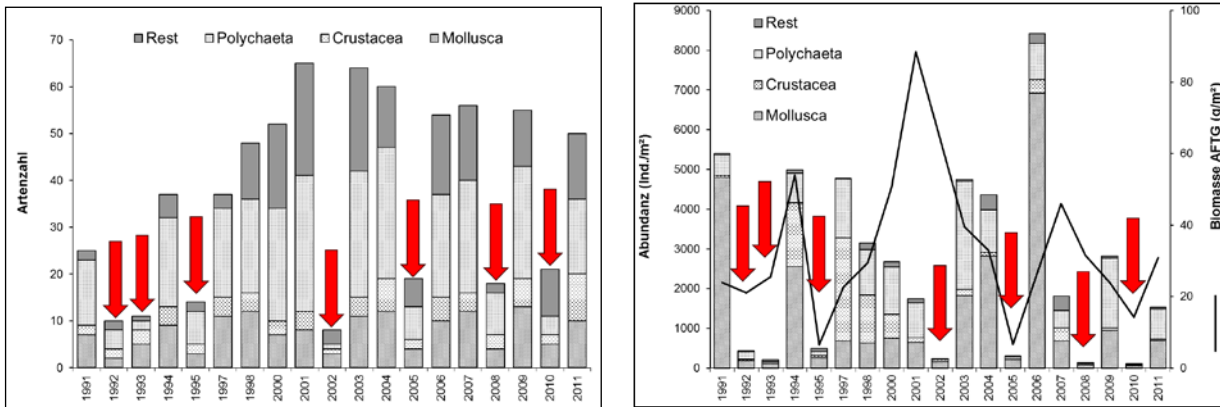 Rest Polychaeta Crustacea Mollusca
70
60
50
40
30
20
10
0
Artenzahl
1991 1992 1993 1994 1995 1997 1998 2000 2001 2002 2003 2004 2005 2006 2007 2008 2009 2010 2011
9000
8000
7000
6000
5000
4000
3000
2000
1000
0
Abundanz (Ind./m²)
Rest
Polychaeta
Crustacea
Mollusca
100
80
60
40
20
0
Biomasse AFTG (g/m²)
1991 1992 1993 1994 1995 1997 1998 2000 2001 2002 2003 2004 2005 2006 2007 2008 2009 2010 2011